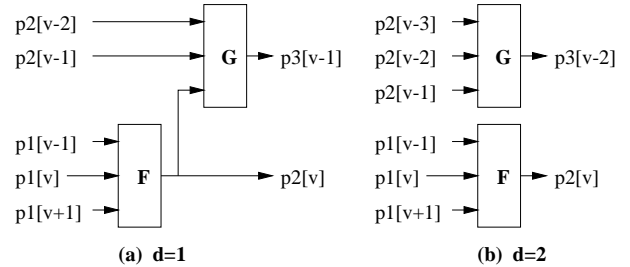 p2[v-2]
p2[v-1]
G
p3[v-1]
p1[v-1]
p1[v]
p1[v+1]
F
p2[v]
(a) d=1
p2[v-3]
p2[v-2]
p2[v-1]
G
p3[v-2]
p1[v-1]
p1[v]
p1[v+1]
F
p2[v]
(b) d=2